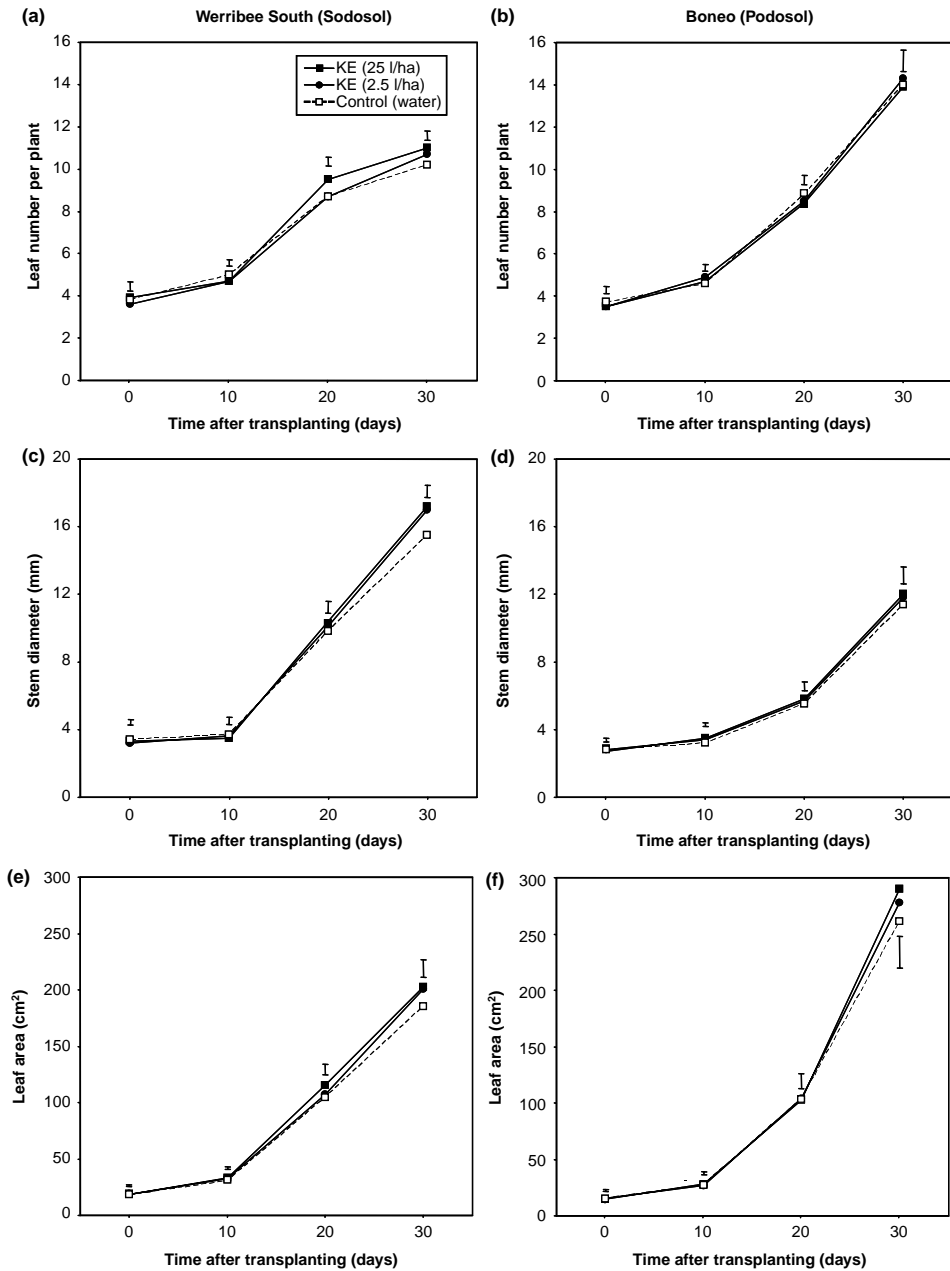 (a)
Werribee South (Sodosol)
16
14
12
10
8
6
4
2
0
Leaf number per plant
KE (25 l/ha)
KE (2.5 l/ha)
Control (water)
0 10 20 30
Time after transplanting (days)
(b)
Boneo (Podosol)
16
14
12
10
8
6
4
2
0
Leaf number per plant
0 10 20 30
Time after transplanting (days)
(c)
20
16
12
8
4
0
Stem diameter (mm)
0 10 20 30
Time after transplanting (days)
(d)
20
16
12
8
4
0
Stem diameter (mm)
0 10 20 30
Time after transplanting (days)
(e)
300
250
200
150
100
50
0
Leaf area (cm²)
0 10 20 30
Time after transplanting (days)
(f)
300
250
200
150
100
50
0
Leaf area (cm²)
0 10 20 30
Time after transplanting (days)